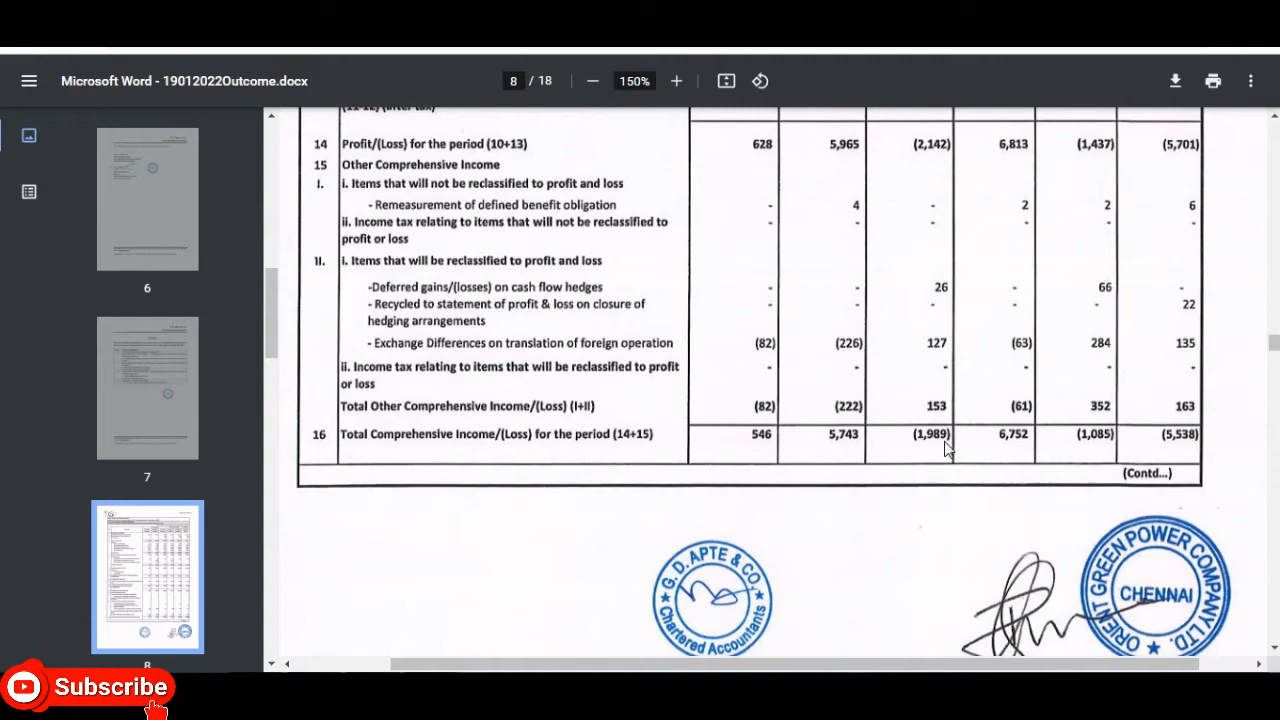 Microsoft Word - 19012022Outcome.docx
8 / 18
150%
(11-12) (after tax)
14 Profit/(Loss) for the period (10+13) 628 5,965 (2,142) 6,813 (1,437) (5,701)
15 Other Comprehensive Income
I. i. Items that will not be reclassified to profit and loss
- Remeasurement of defined benefit obligation - 4 - 2 2 6
ii. Income tax relating to items that will not be reclassified to - - - - - -
profit or loss
II. i. Items that will be reclassified to profit and loss
-Deferred gains/(losses) on cash flow hedges - - 26 - 66 -
- Recycled to statement of profit & loss on closure of - - - - - 22
hedging arrangements
- Exchange Differences on translation of foreign operation (82) (226) 127 (63) 284 135
ii. Income tax relating to items that will be reclassified to profit - - - - - -
or loss
Total Other Comprehensive Income/(Loss) (I+II) (82) (222) 153 (61) 352 163
16 Total Comprehensive Income/(Loss) for the period (14+15) 546 5,743 (1,989) 6,752 (1,085) (5,538)
(Contd...)
G. D. APTE & CO.
Chartered Accountants
ORIENT GREEN POWER COMPANY LTD.
CHENNAI
6
7
8
Subscribe